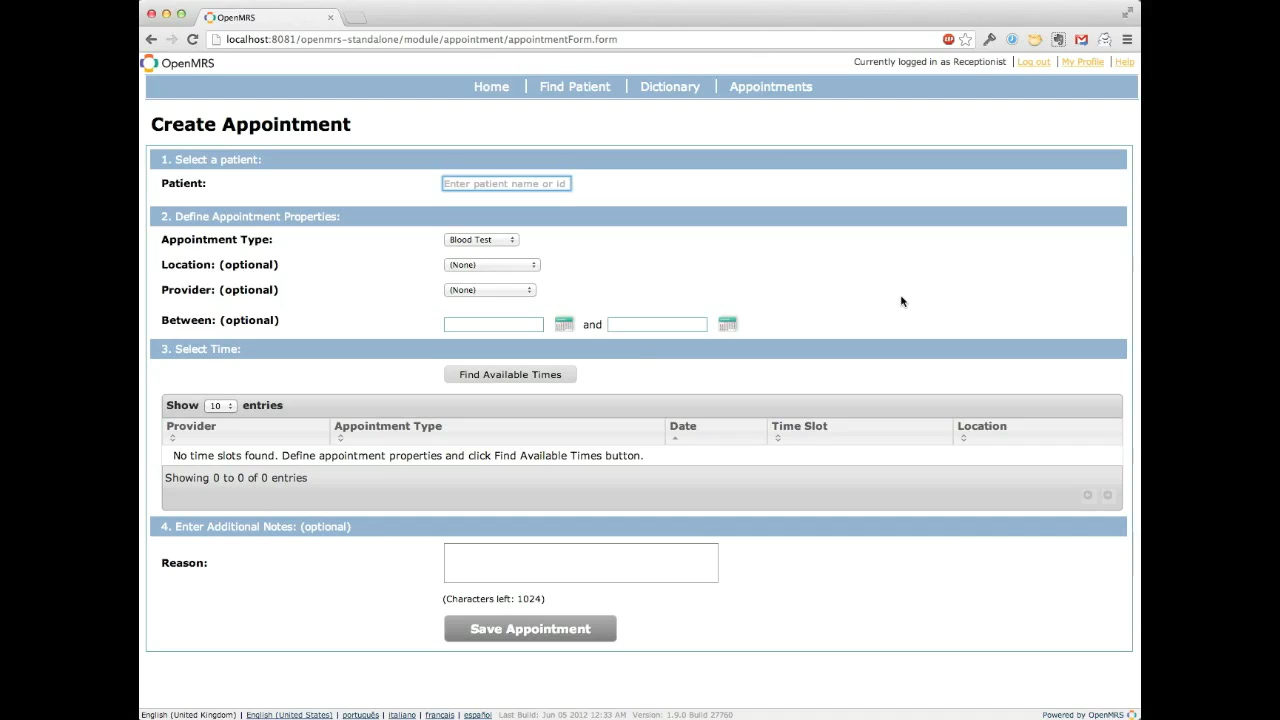 OpenMRS
localhost:8081/openmrs-standalone/module/appointment/appointmentForm.form
OpenMRS
Currently logged in as Receptionist | Log out | My Profile | Help
Home | Find Patient | Dictionary | Appointments
Create Appointment
1. Select a patient:
Patient: Enter patient name or id
2. Define Appointment Properties:
Appointment Type: Blood Test
Location: (optional) (None)
Provider: (optional) (None)
Between: (optional) and
3. Select Time:
Find Available Times
Show 10 entries
Provider Appointment Type Date Time Slot Location
No time slots found. Define appointment properties and click Find Available Times button.
Showing 0 to 0 of 0 entries
4. Enter Additional Notes: (optional)
Reason:
(Characters left: 1024)
Save Appointment
English (United Kingdom) | English (United States) | português | italiano | français | español Last Build: Jun 05 2012 12:33 AM Version: 1.9.0 Build 27760 Powered by OpenMRS